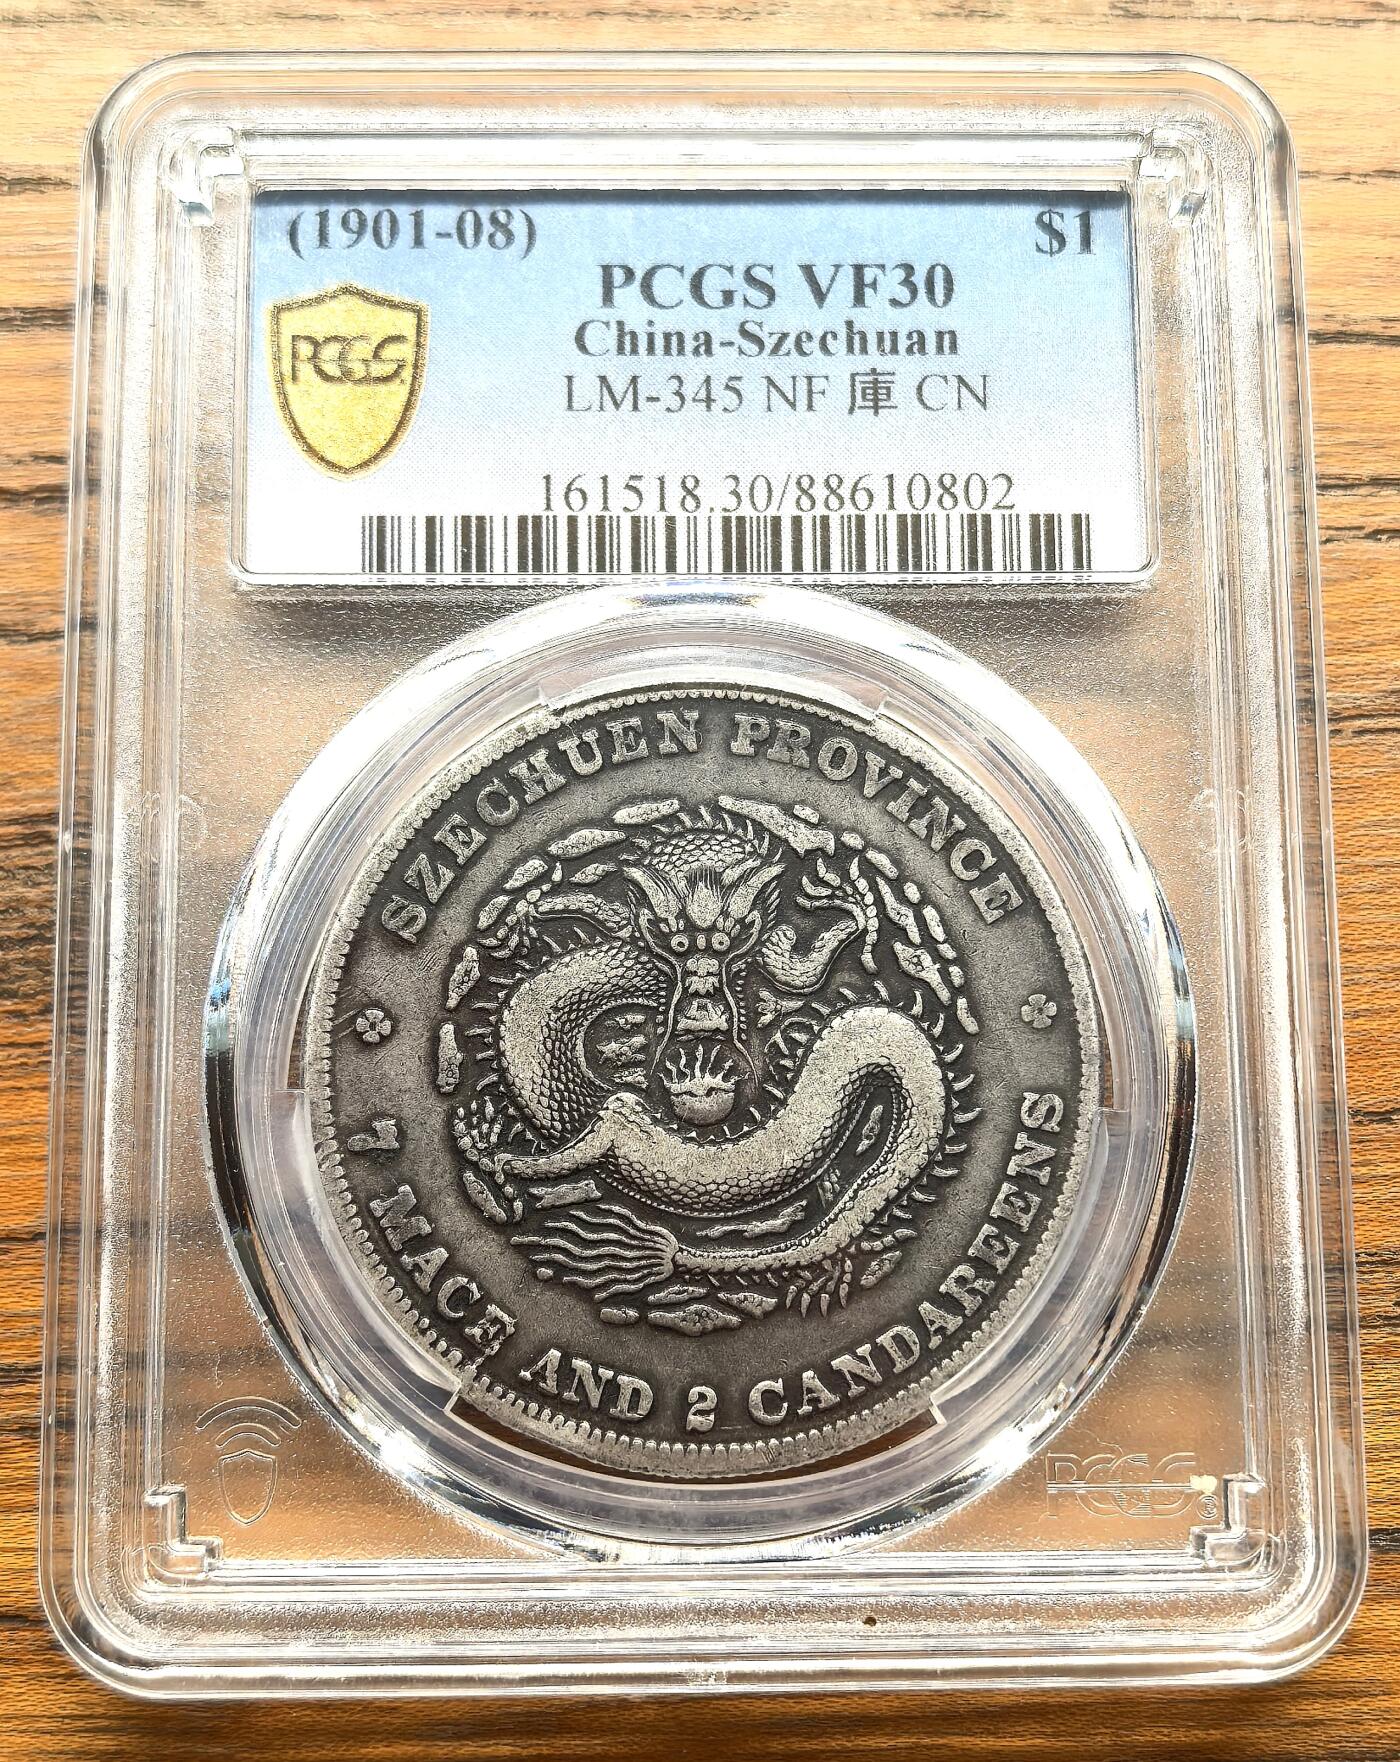 (1901-08) $1
PCGS VF30
China-Szechuan
LM-345 NF 庫 CN
161518.30/88610802
PCGS
SZECHUEN PROVINCE
7 MACE AND 2 CANDAREENS
PCGS